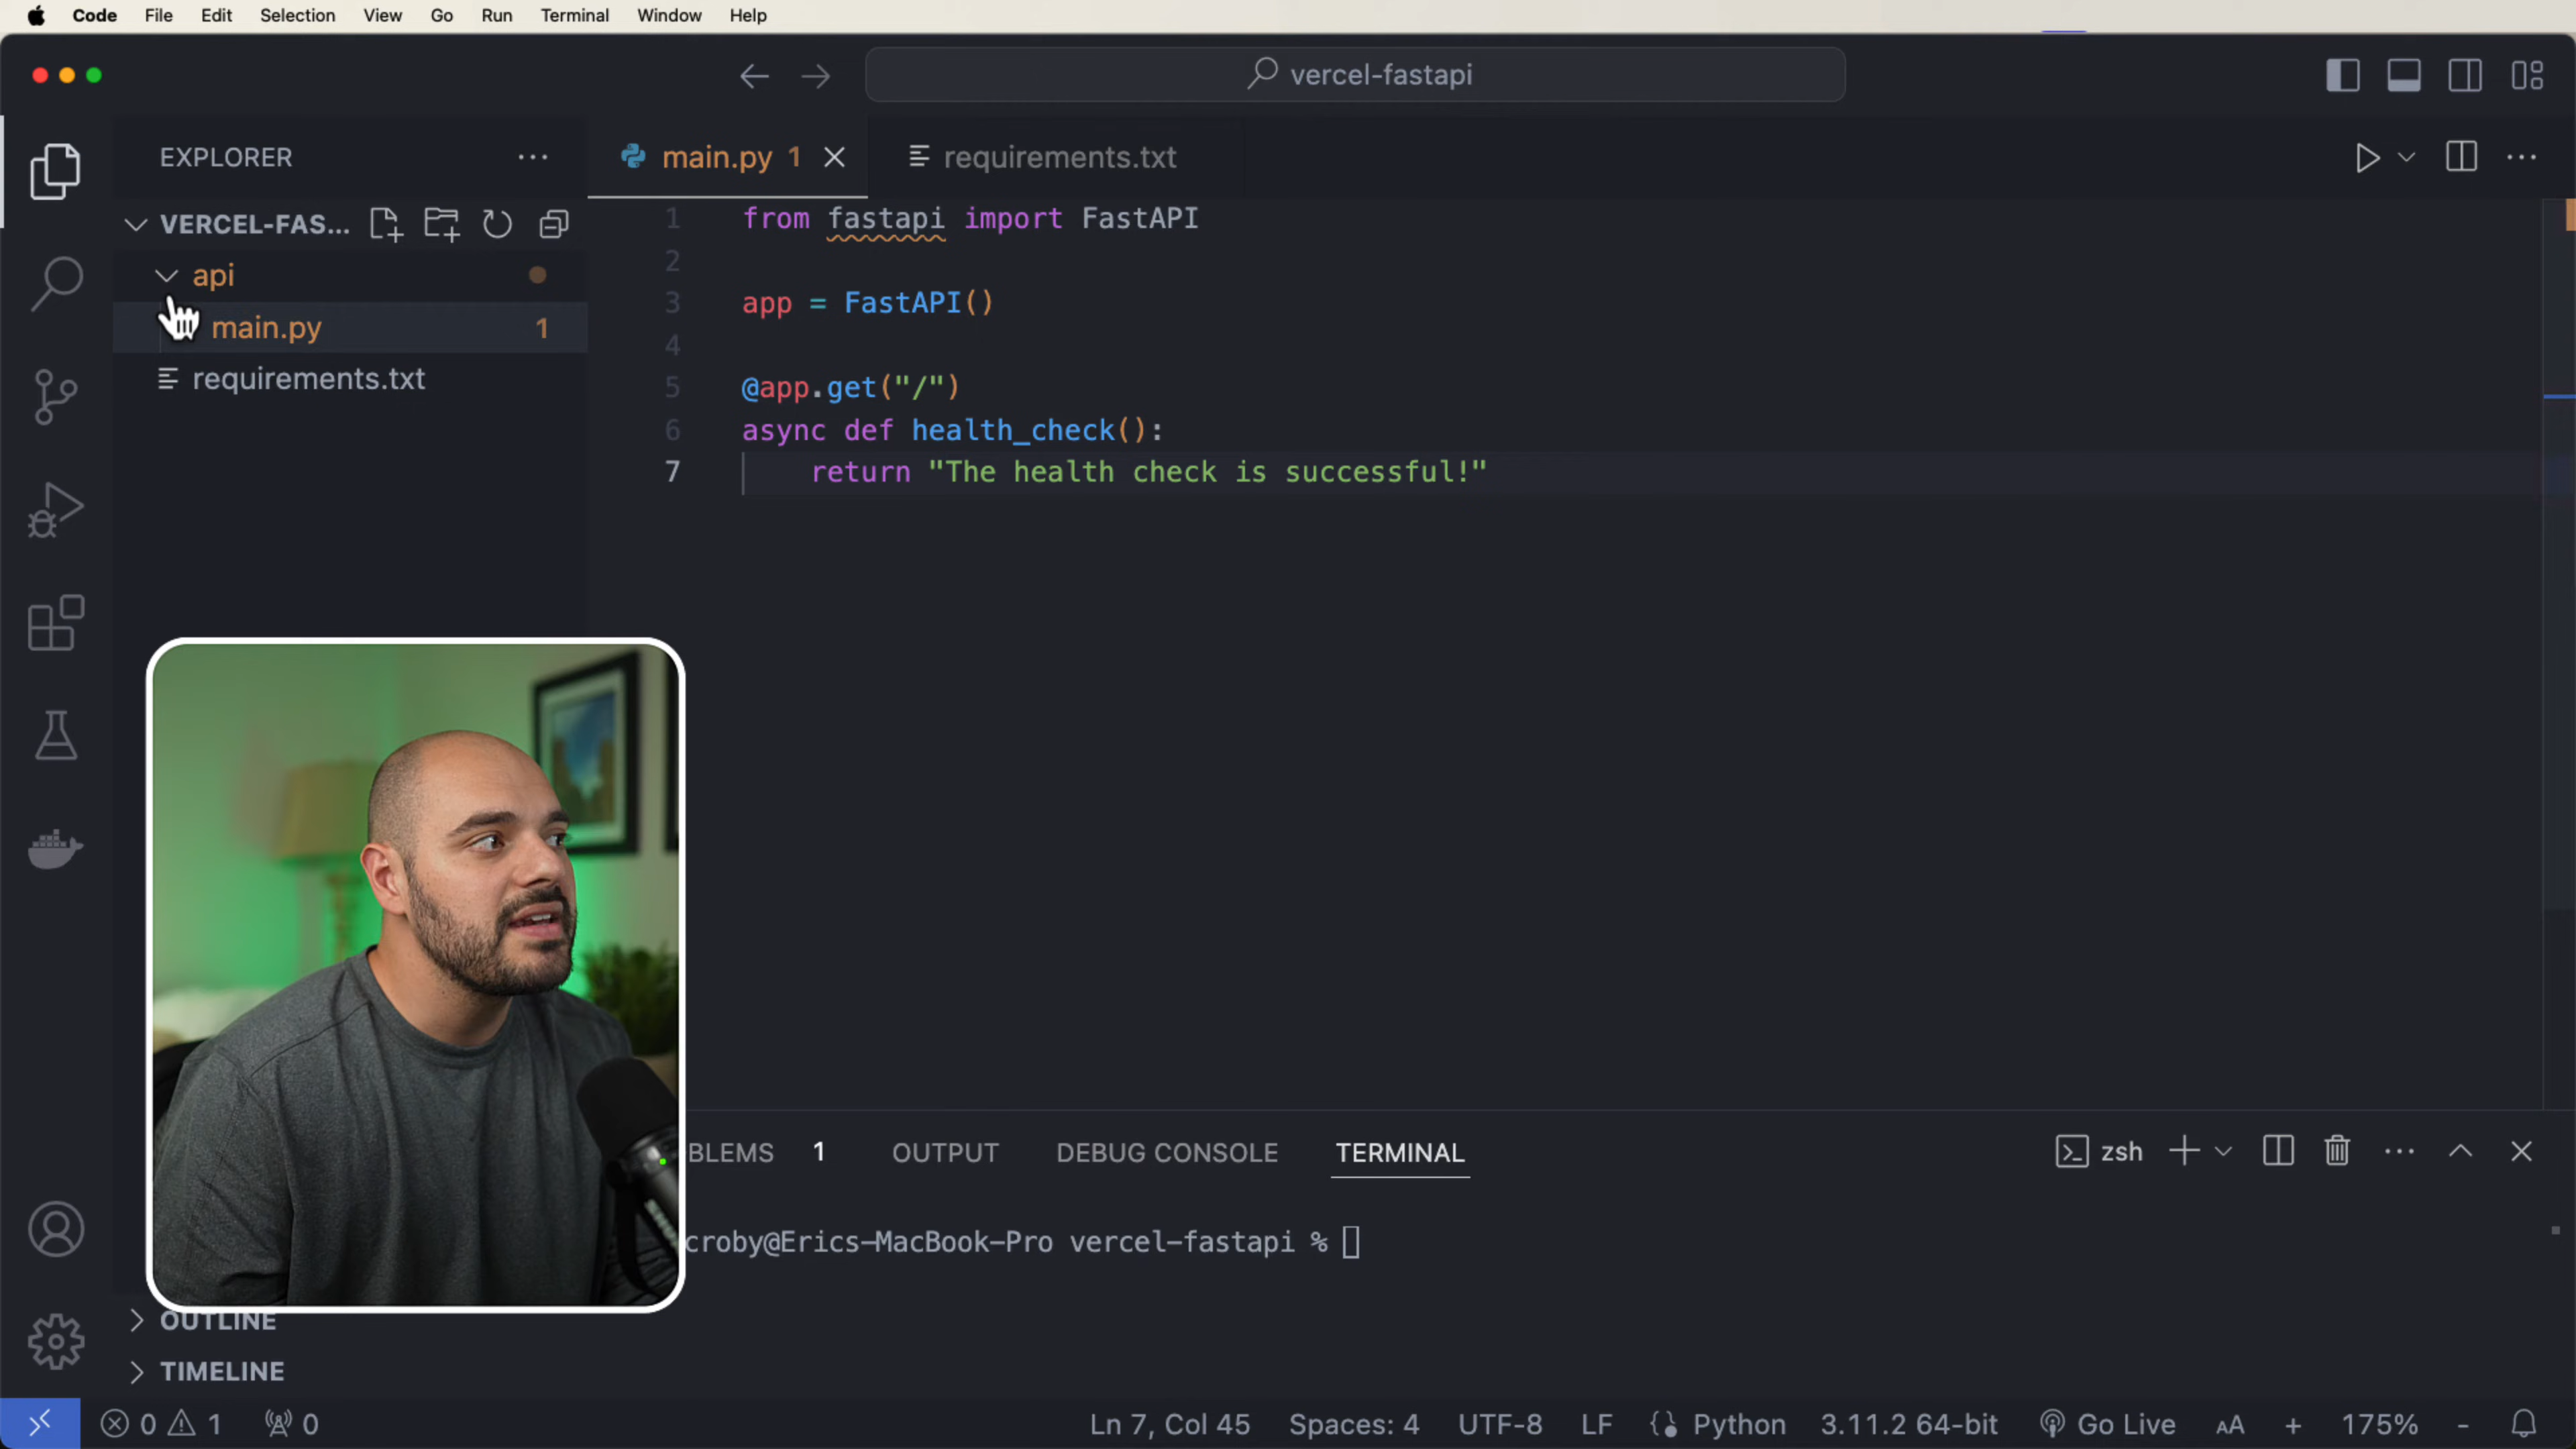 Code File Edit Selection View Go Run Terminal Window Help
vercel-fastapi
EXPLORER
main.py 1
requirements.txt
VERCEL-FAS...
api
main.py 1
requirements.txt
1 from fastapi import FastAPI
2
3 app = FastAPI()
4
5 @app.get("/")
6 async def health_check():
7 return "The health check is successful!"
BLEMS 1 OUTPUT DEBUG CONSOLE TERMINAL
zsh
croby@Erics-MacBook-Pro vercel-fastapi %
OUTLINE
TIMELINE
0 1 0 Ln 7, Col 45 Spaces: 4 UTF-8 LF Python 3.11.2 64-bit Go Live AA + 175% -